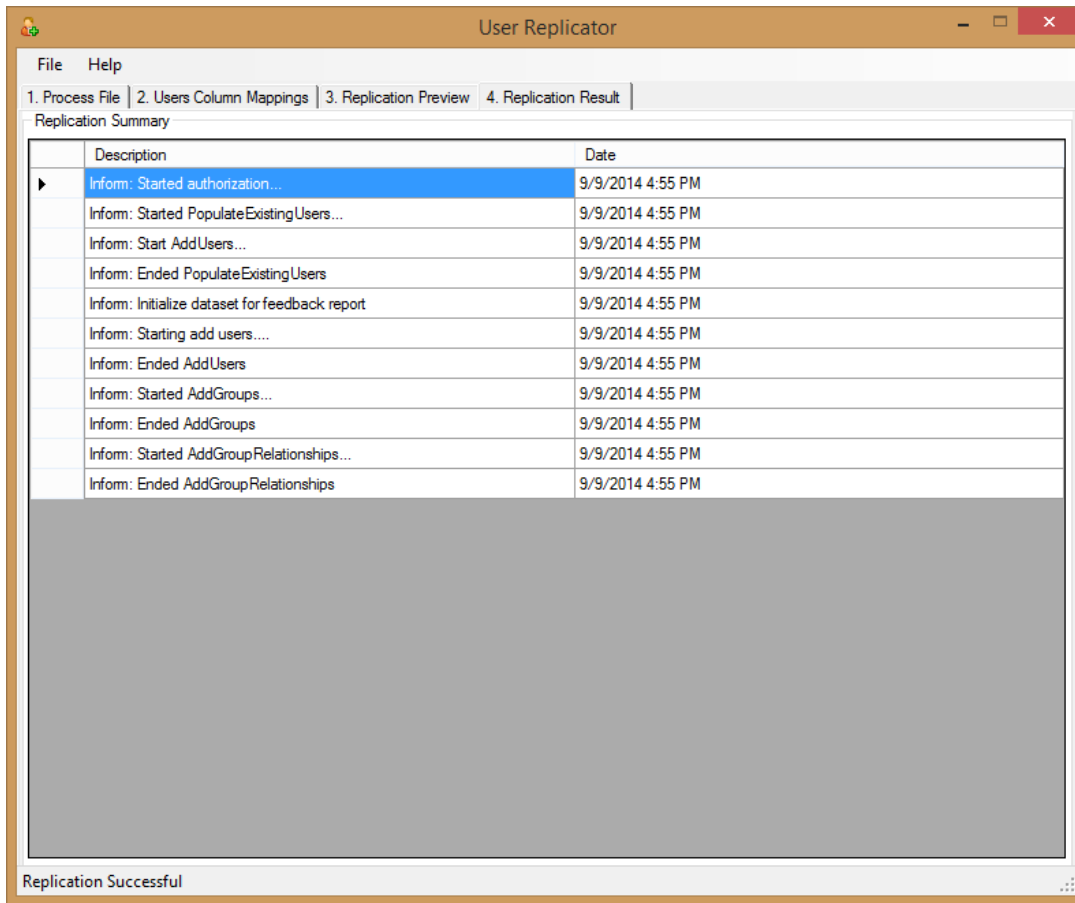 User Replicator
File Help
1. Process File 2. Users Column Mappings 3. Replication Preview 4. Replication Result
Replication Summary
Description Date
Inform: Started authorization... 9/9/2014 4:55 PM
Inform: Started PopulateExistingUsers... 9/9/2014 4:55 PM
Inform: Start AddUsers... 9/9/2014 4:55 PM
Inform: Ended PopulateExistingUsers 9/9/2014 4:55 PM
Inform: Initialize dataset for feedback report 9/9/2014 4:55 PM
Inform: Starting add users.... 9/9/2014 4:55 PM
Inform: Ended AddUsers 9/9/2014 4:55 PM
Inform: Started AddGroups... 9/9/2014 4:55 PM
Inform: Ended AddGroups 9/9/2014 4:55 PM
Inform: Started AddGroupRelationships... 9/9/2014 4:55 PM
Inform: Ended AddGroupRelationships 9/9/2014 4:55 PM
Replication Successful